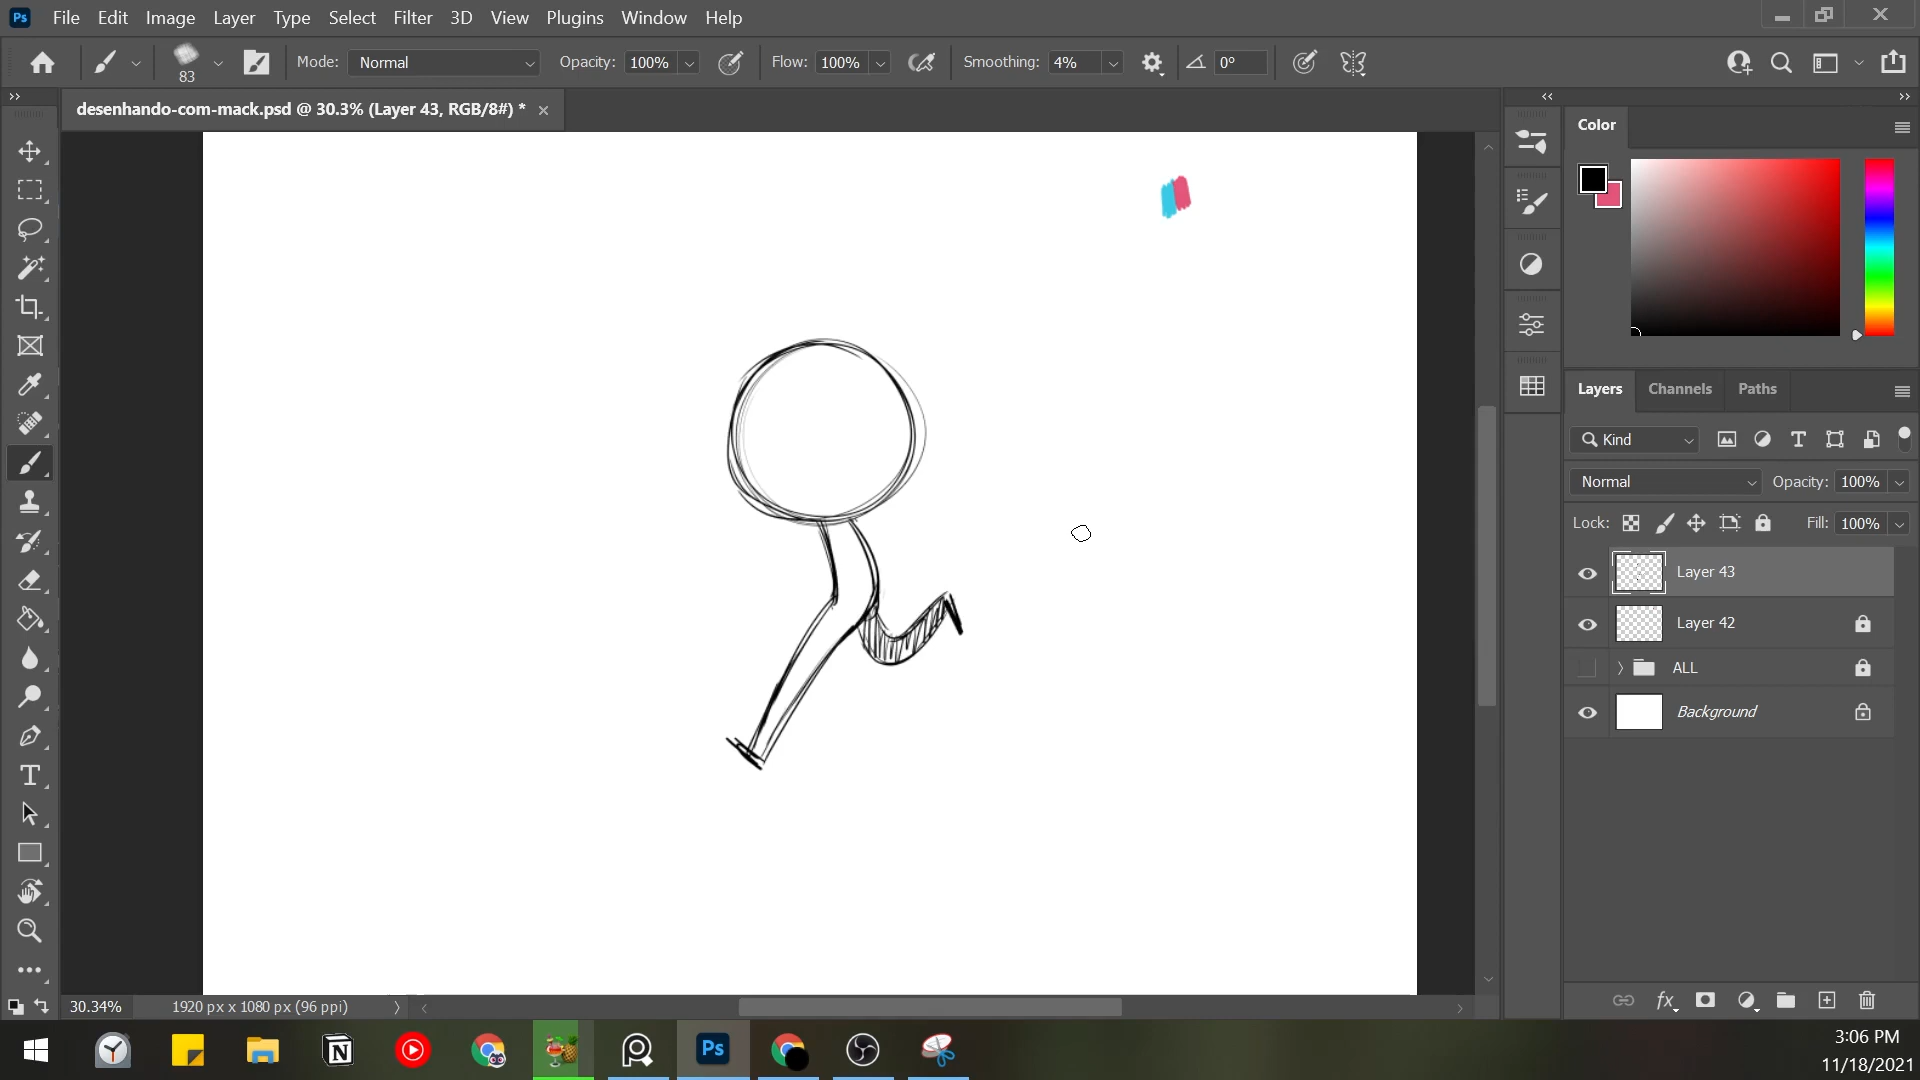 Ps File Edit Image Layer Type Select Filter 3D View Plugins Window Help
83 Mode: Normal Opacity: 100% Flow: 100% Smoothing: 4% 0°
desenhando-com-mack.psd @ 30.3% (Layer 43, RGB/8#) *
Color
Layers Channels Paths
Kind
Normal Opacity: 100%
Lock: Fill: 100%
Layer 43
Layer 42
ALL
Background
fx
30.34% 1920 px x 1080 px (96 ppi)
Ps
3:06 PM
11/18/2021